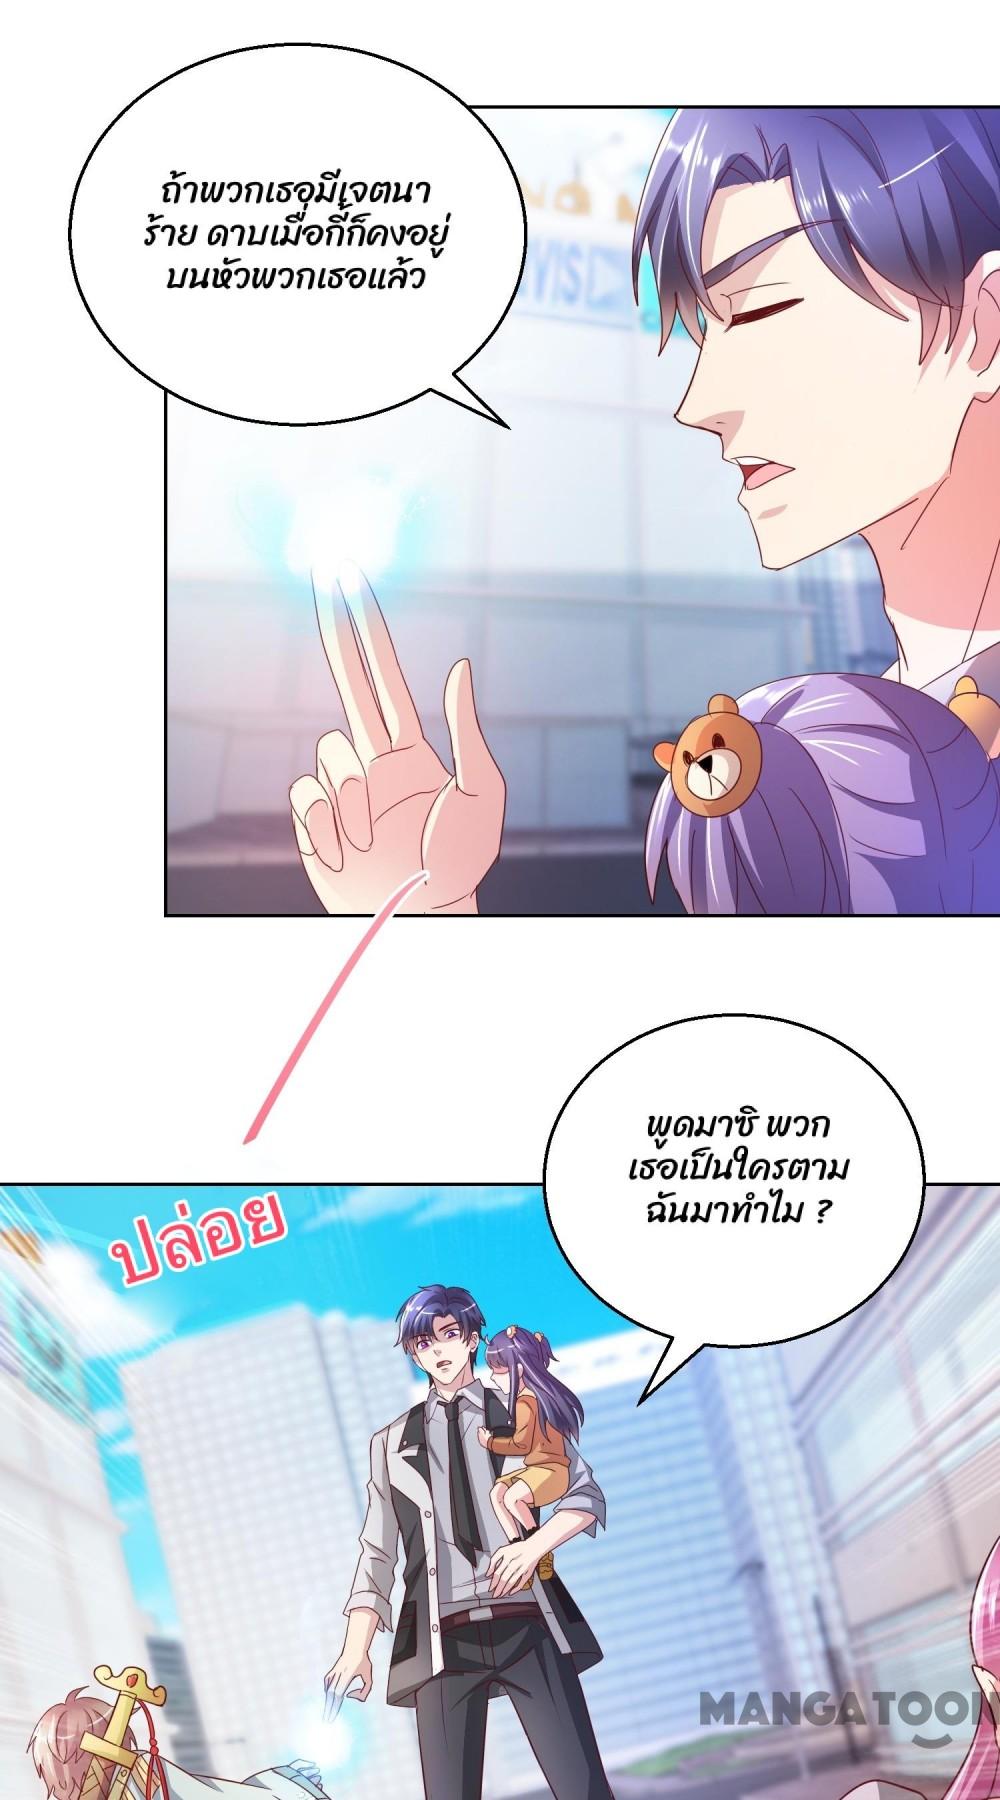 ถ้าพวกเธอมีเจตนา
ร้าย ดาบเมื่อกี้ก็คงอยู่
บนหัวพวกเธอแล้ว
พูดมาซิ พวก
เธอเป็นใครตาม
ฉันมาทำไม ?
ปล่อย
MANGATOON